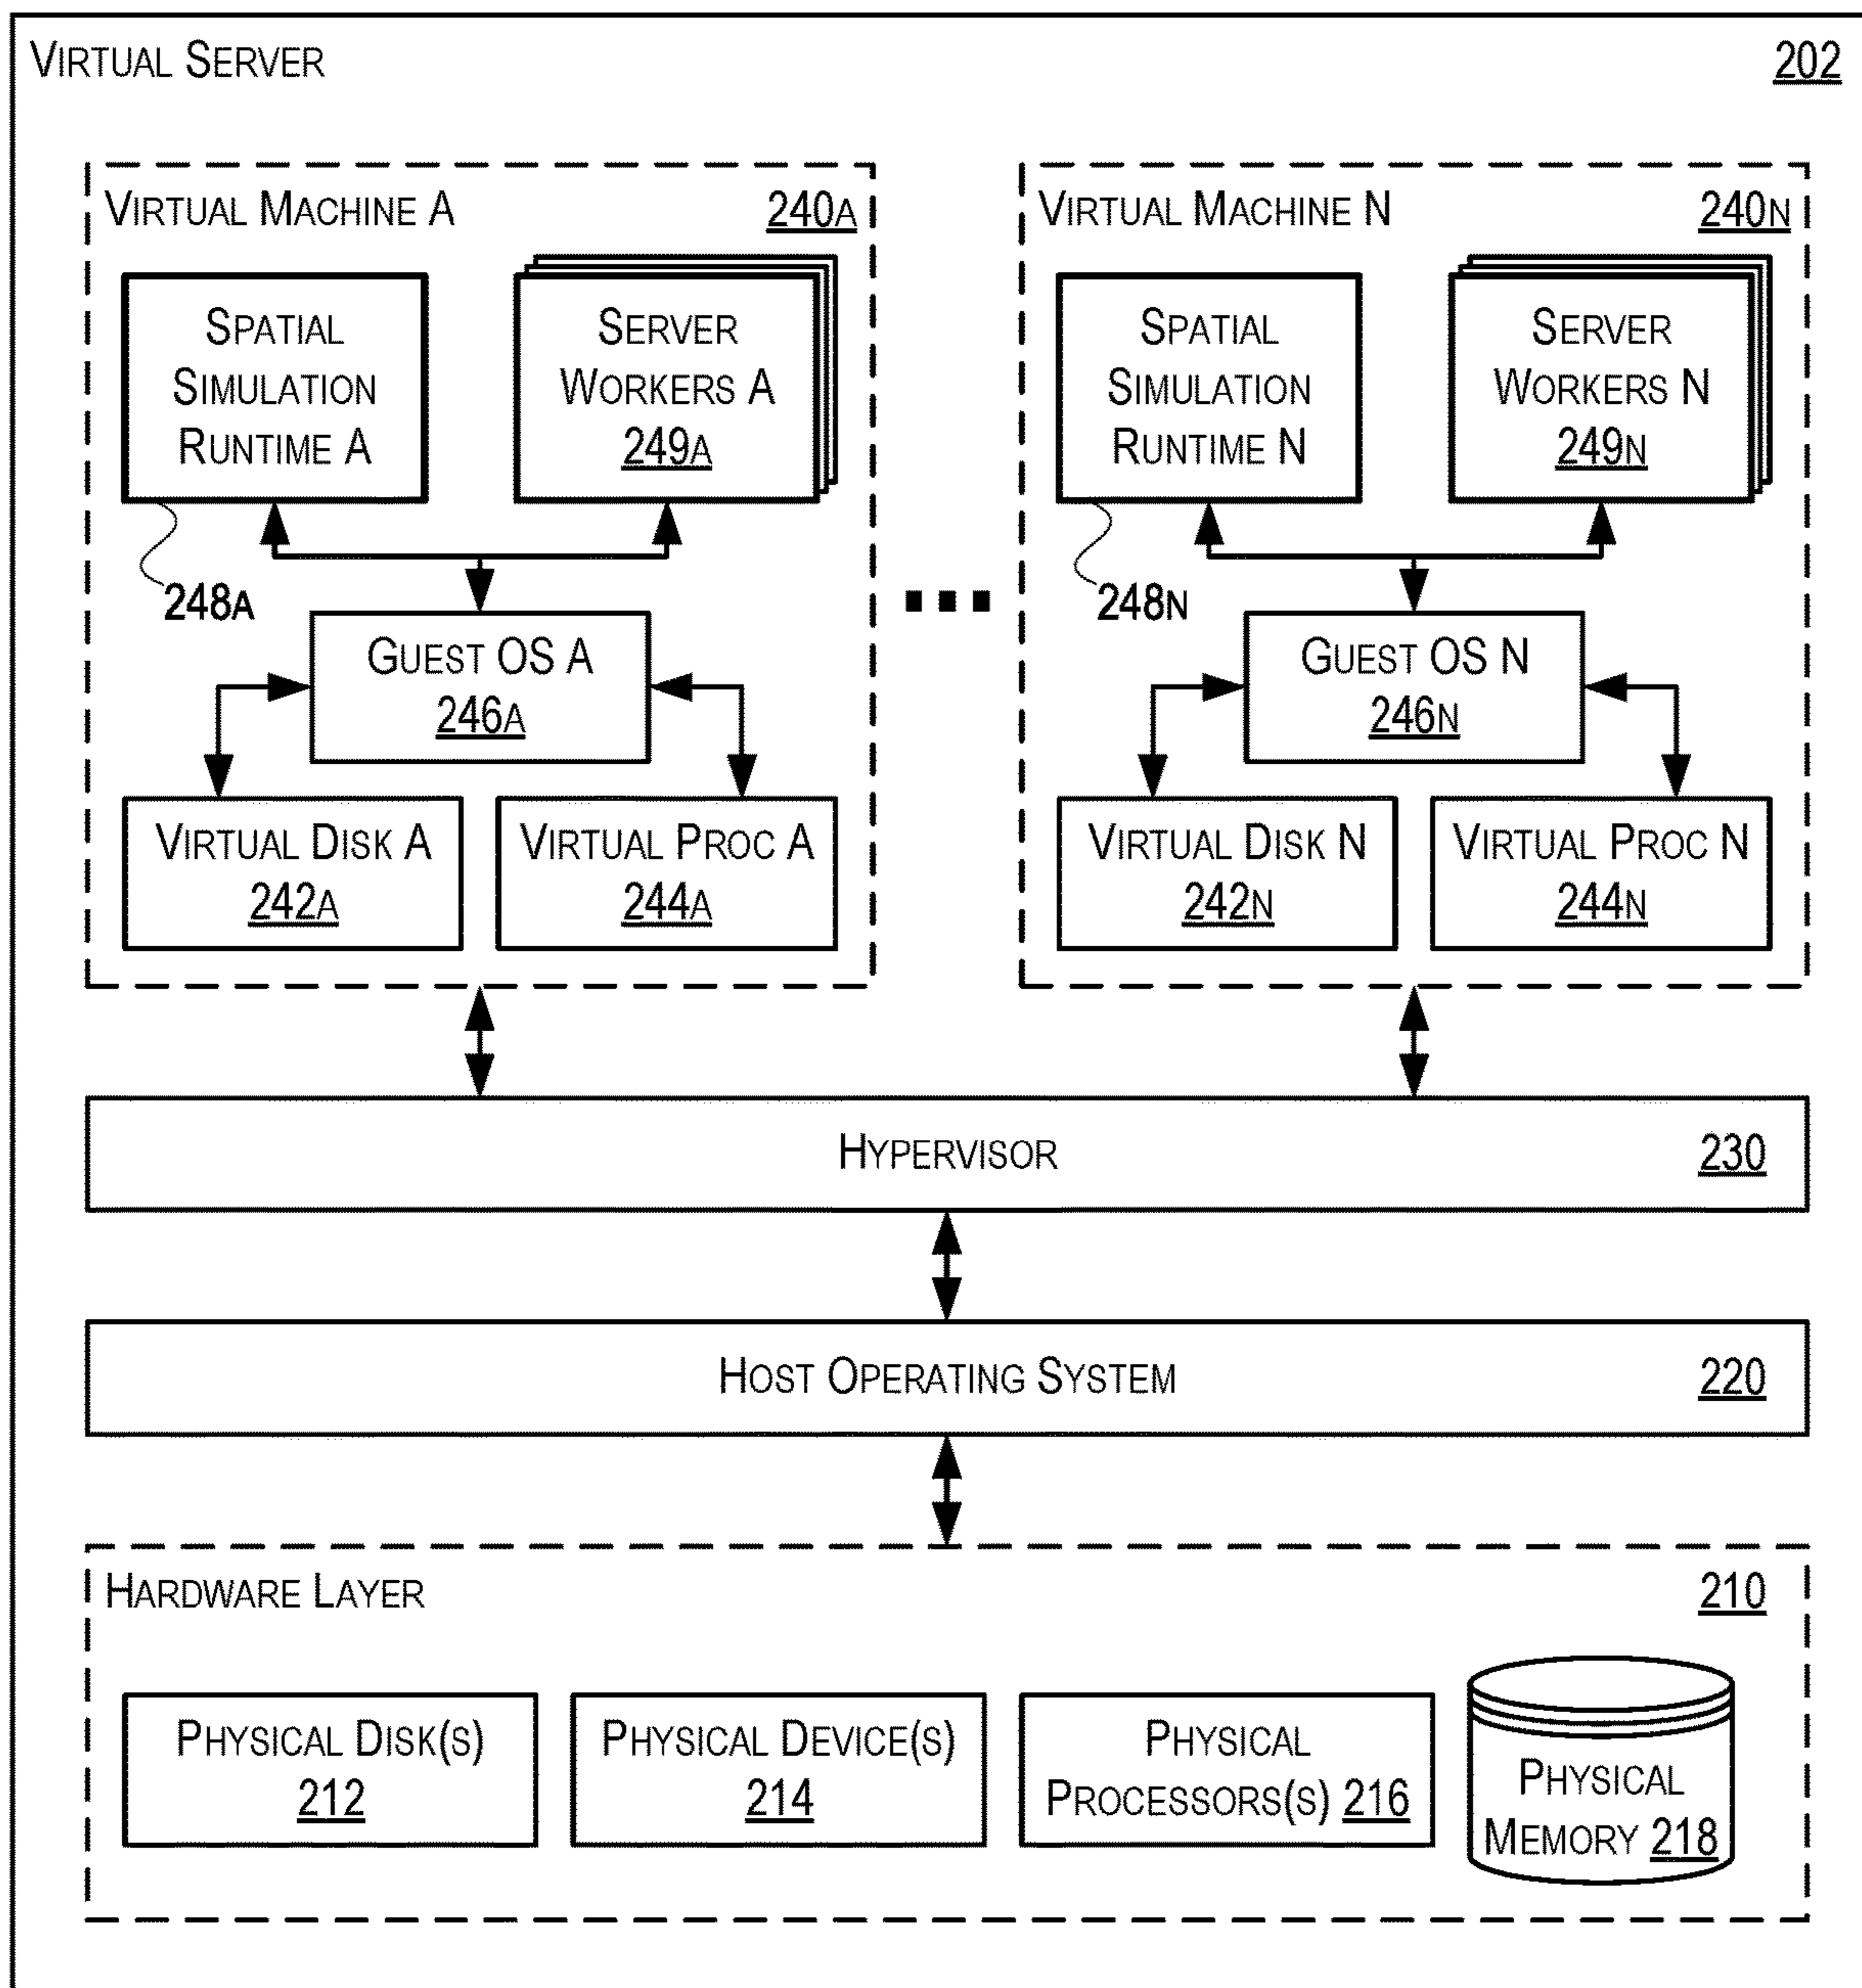 VIRTUAL SERVER 202
VIRTUAL MACHINE A 240A
SPATIAL
SIMULATION
RUNTIME A
248A
SERVER
WORKERS A
249A
GUEST OS A
246A
VIRTUAL DISK A
242A
VIRTUAL PROC A
244A
VIRTUAL MACHINE N 240N
SPATIAL
SIMULATION
RUNTIME N
248N
SERVER
WORKERS N
249N
GUEST OS N
246N
VIRTUAL DISK N
242N
VIRTUAL PROC N
244N
HYPERVISOR 230
HOST OPERATING SYSTEM 220
HARDWARE LAYER 210
PHYSICAL DISK(S)
212
PHYSICAL DEVICE(S)
214
PHYSICAL
PROCESSORS(S) 216
PHYSICAL
MEMORY 218